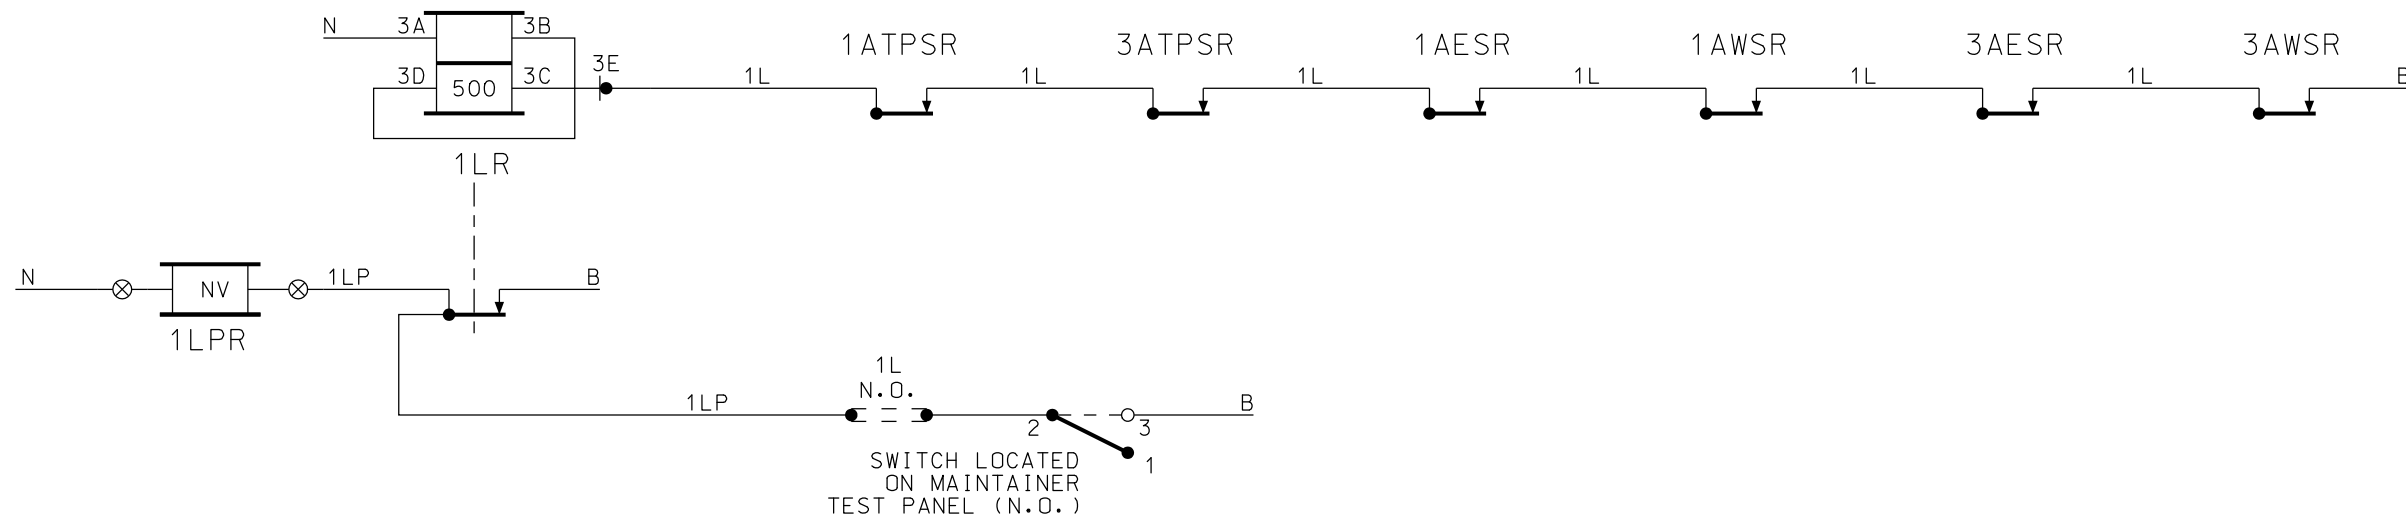 N 3A 3B
1ATPSR 3ATPSR 1AESR 1AWSR 3AESR 3AWSR
3D 500 3C 3E 1L 1L 1L 1L 1L 1L B
1LR
N NV 1LP B
1LPR
1L
N.O.
1LP B
2 3
1
SWITCH LOCATED
ON MAINTAINER
TEST PANEL (N.O.)